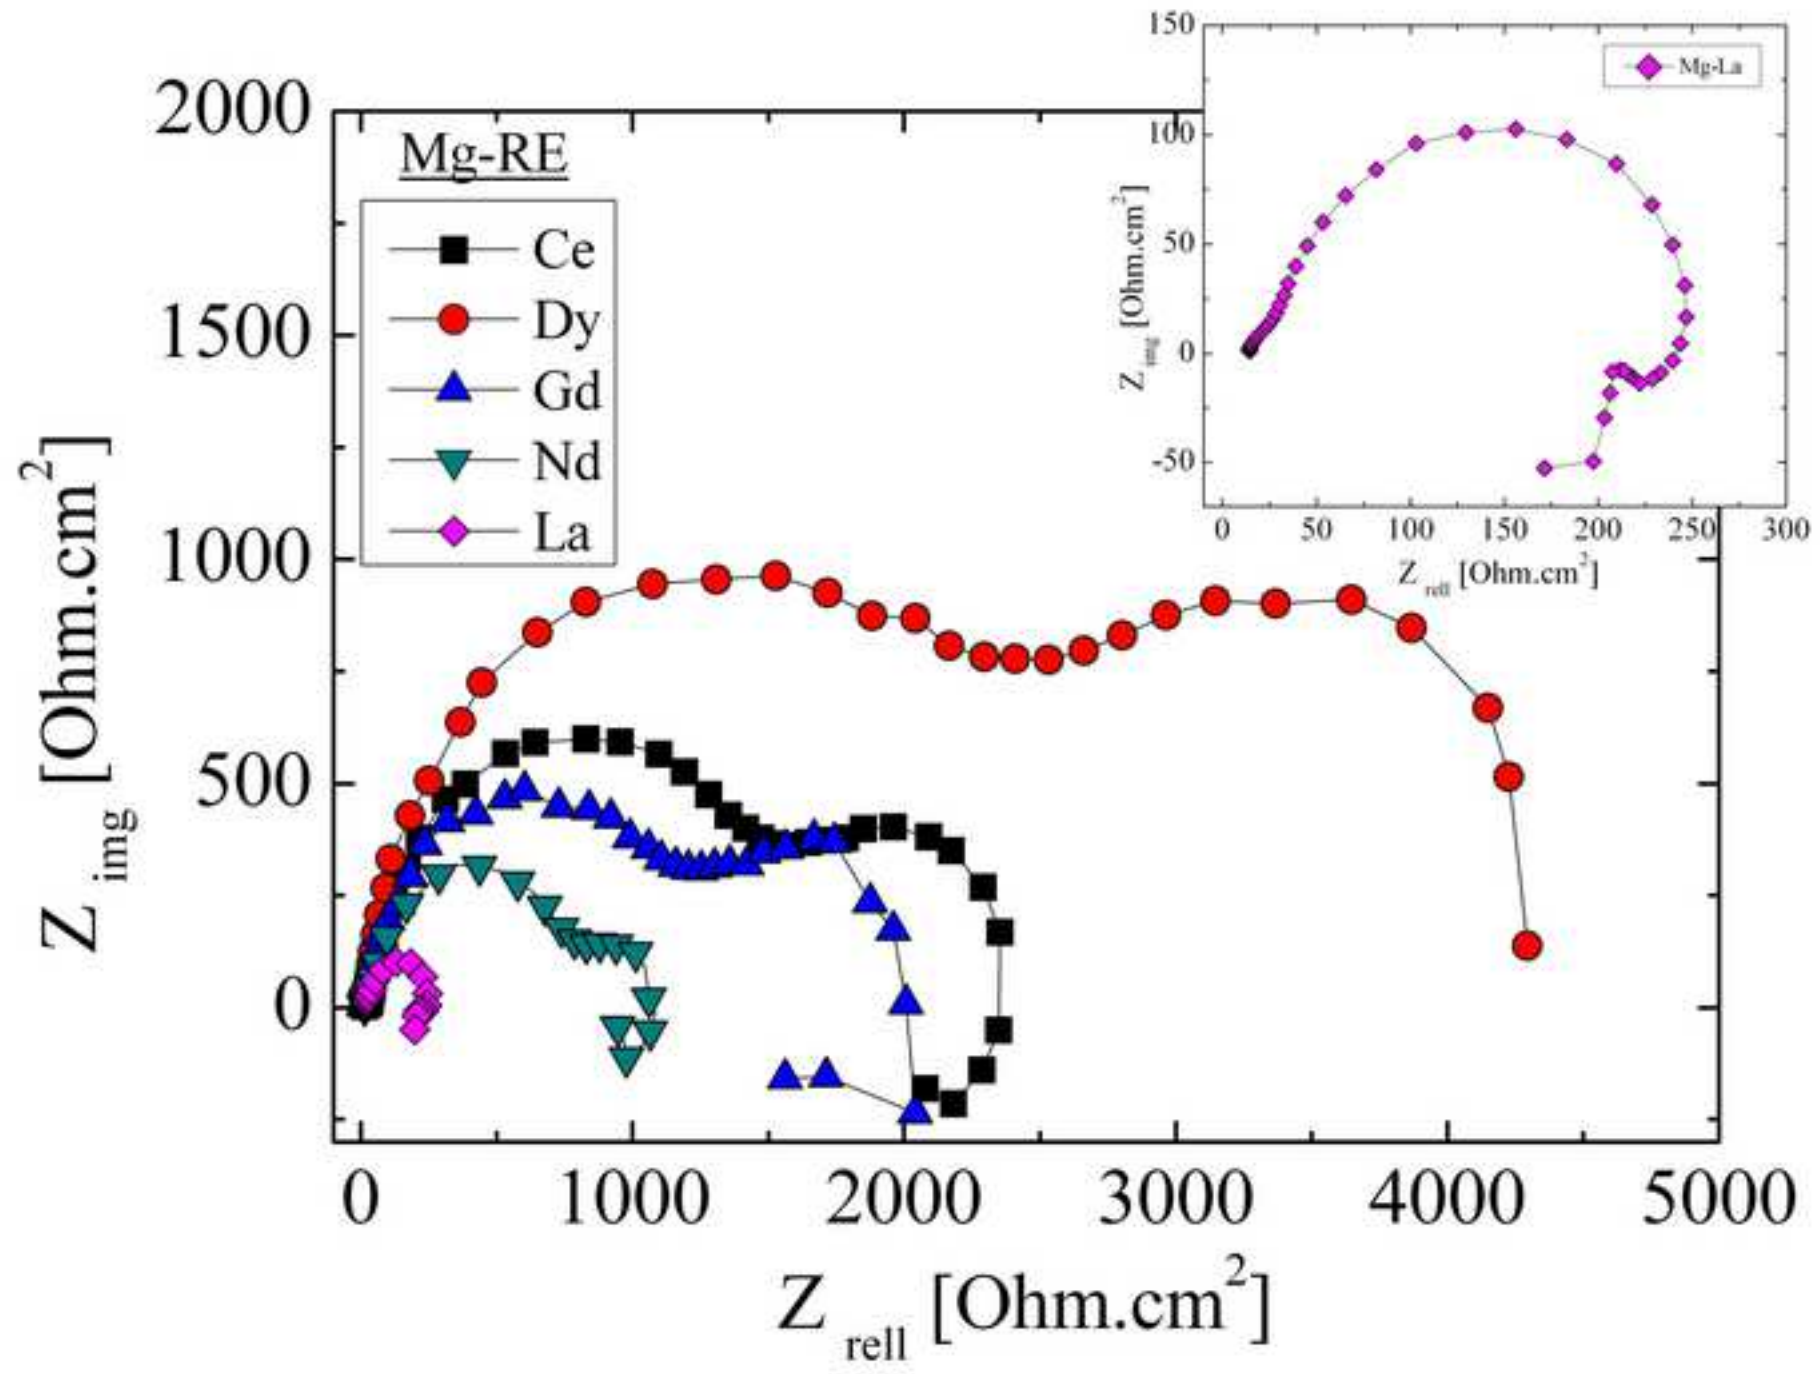 Mg-RE
Ce
Dy
Gd
Nd
La
2000
1500
1000
500
0
Z img [Ohm.cm²]
0 1000 2000 3000 4000 5000
Z rell [Ohm.cm²]
Mg-La
150
100
50
0
-50
Z img [Ohm.cm²]
0 50 100 150 200 250 300
Z rell [Ohm.cm²]